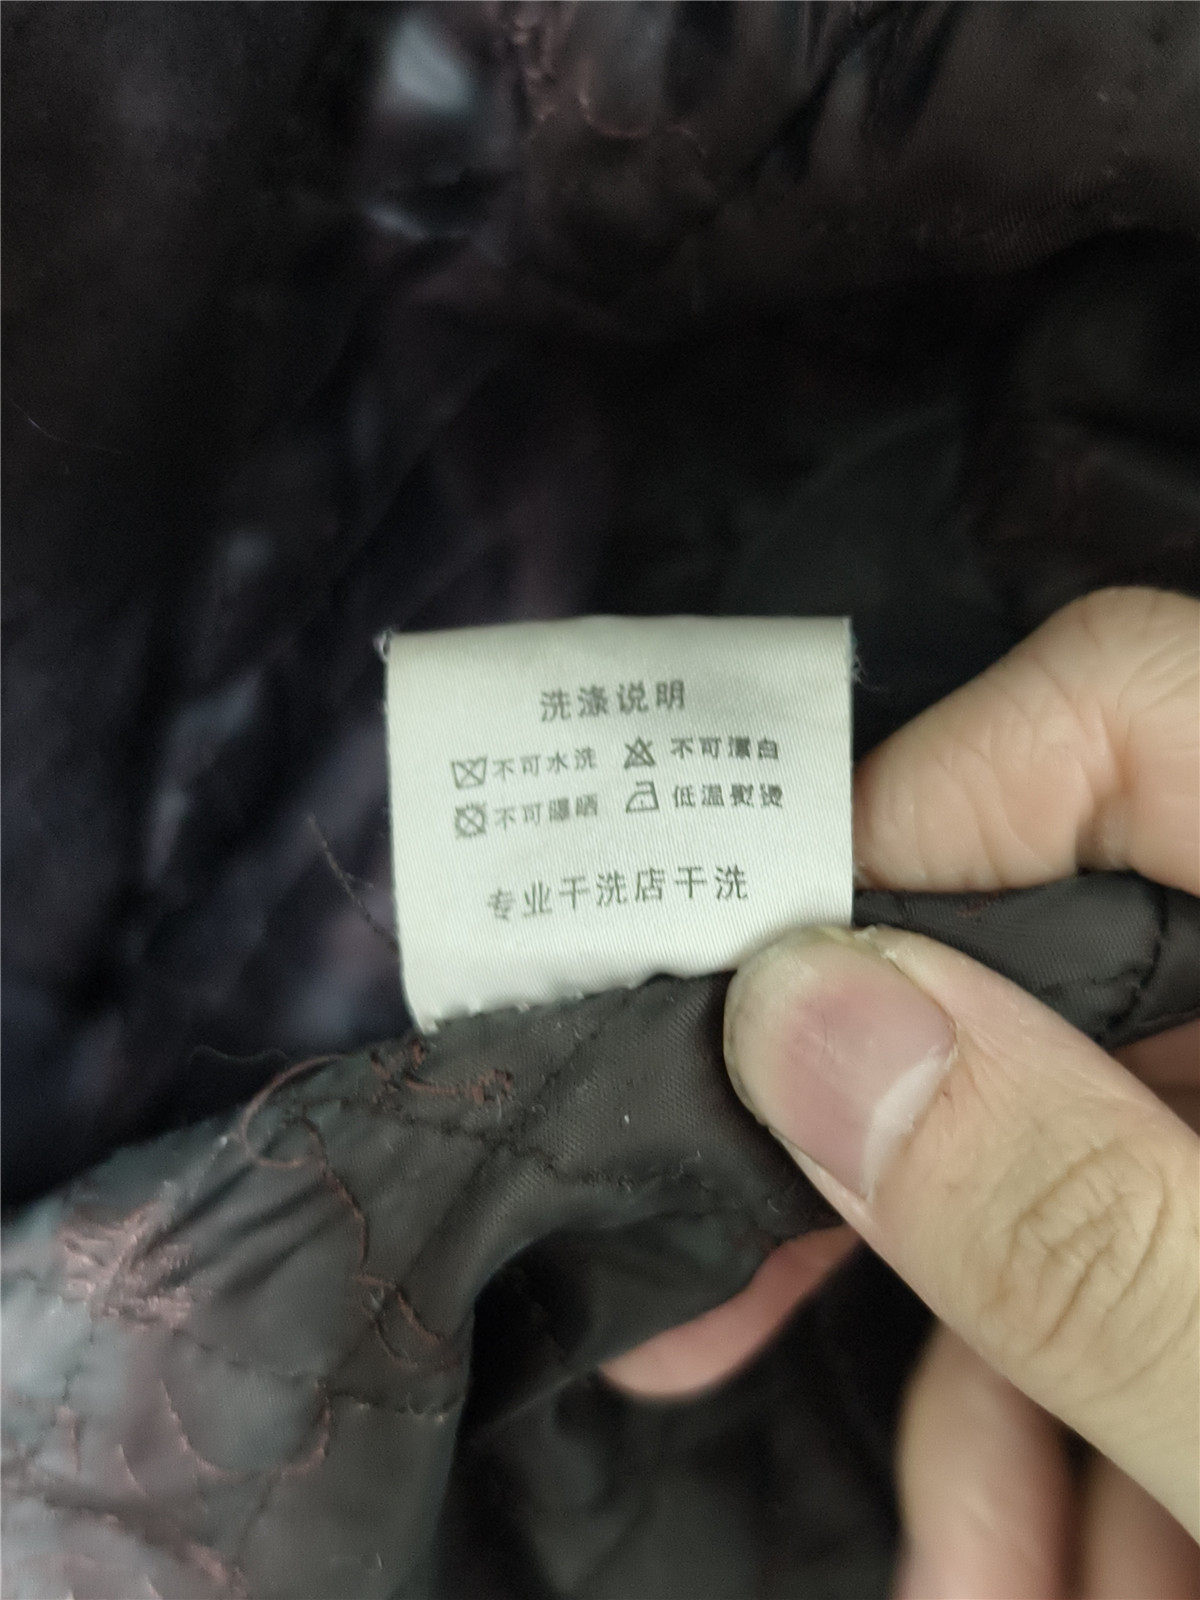 洗涤说明
不可水洗 不可漂白
不可曝晒 低温熨烫
专业干洗店干洗